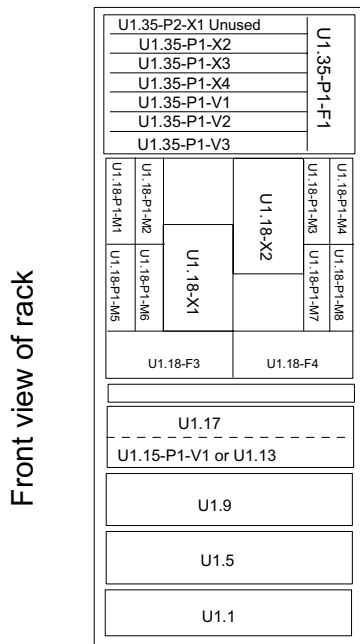 Front view of rack
U1.35-P2-X1 Unused
U1.35-P1-X2
U1.35-P1-X3
U1.35-P1-X4
U1.35-P1-V1
U1.35-P1-V2
U1.35-P1-V3
U1.35-P1-F1
U1.18-P1-M1
U1.18-P1-M2
U1.18-X2
U1.18-P1-M3
U1.18-P1-M4
U1.18-P1-M5
U1.18-P1-M6
U1.18-X1
U1.18-P1-M7
U1.18-P1-M8
U1.18-F3
U1.18-F4
U1.17
U1.15-P1-V1 or U1.13
U1.9
U1.5
U1.1